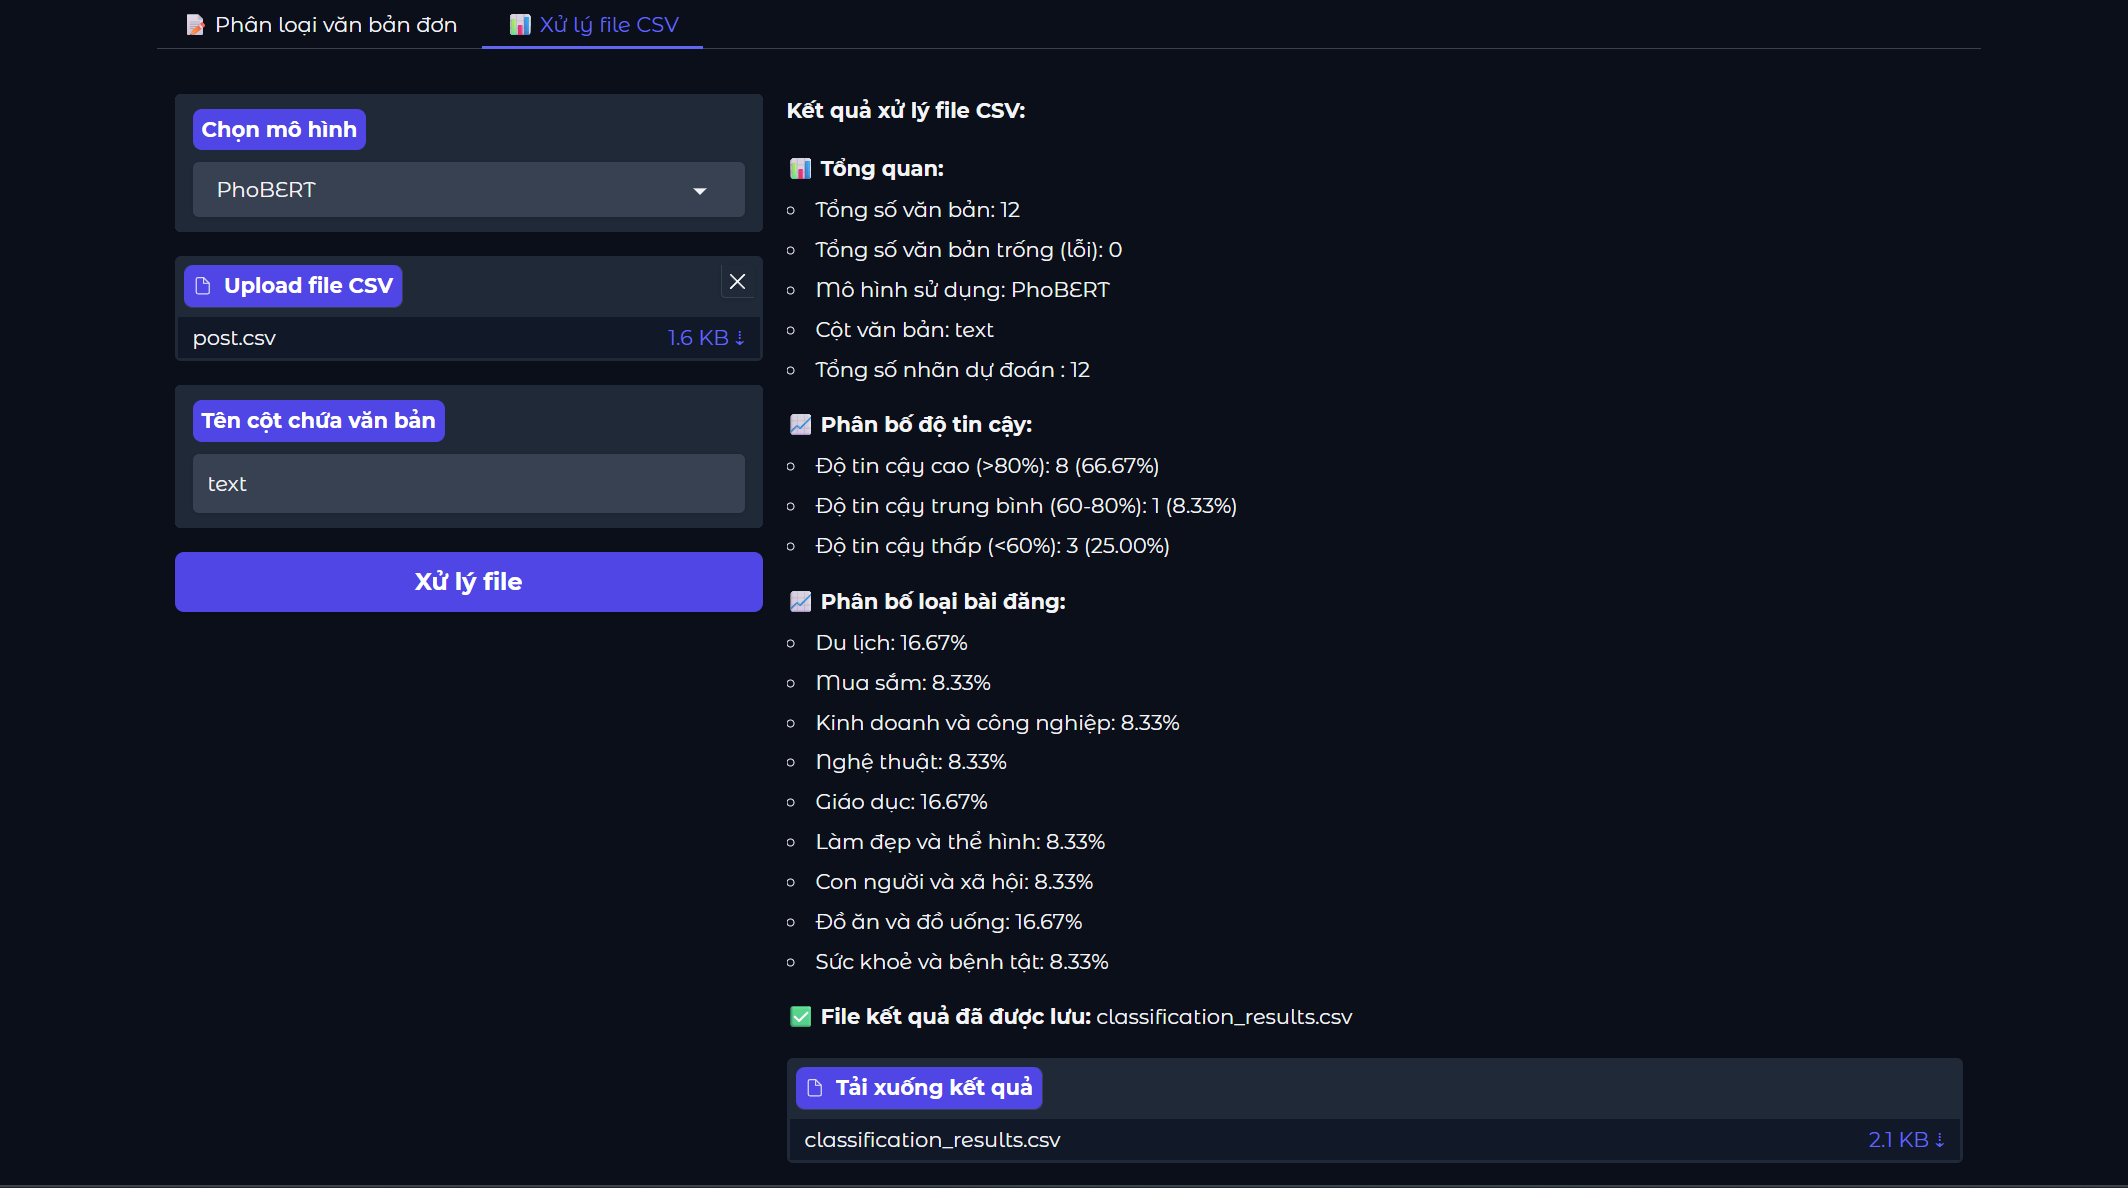 Phân loại văn bản đơn
Xử lý file CSV
Chọn mô hình
PhoBERT
Upload file CSV
post.csv
1.6 KB ⇣
Tên cột chứa văn bản
text
Xử lý file
Kết quả xử lý file CSV:
Tổng quan:
Tổng số văn bản: 12
Tổng số văn bản trống (lỗi): 0
Mô hình sử dụng: PhoBERT
Cột văn bản: text
Tổng số nhãn dự đoán : 12
Phân bố độ tin cậy:
Độ tin cậy cao (>80%): 8 (66.67%)
Độ tin cậy trung bình (60-80%): 1 (8.33%)
Độ tin cậy thấp (<60%): 3 (25.00%)
Phân bố loại bài đăng:
Du lịch: 16.67%
Mua sắm: 8.33%
Kinh doanh và công nghiệp: 8.33%
Nghệ thuật: 8.33%
Giáo dục: 16.67%
Làm đẹp và thể hình: 8.33%
Con người và xã hội: 8.33%
Đồ ăn và đồ uống: 16.67%
Sức khoẻ và bệnh tật: 8.33%
File kết quả đã được lưu: classification_results.csv
Tải xuống kết quả
classification_results.csv
2.1 KB ⇣